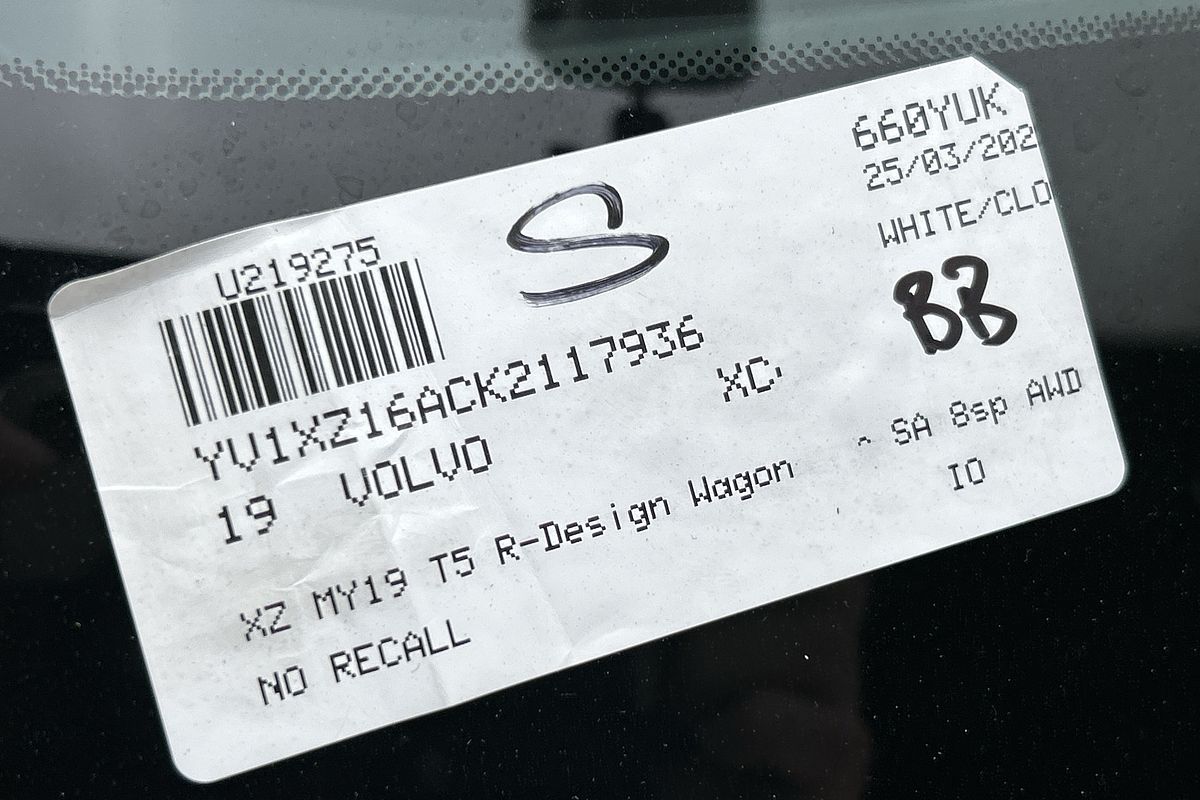 660YUK
25/03/202
WHITE/CLO
U219275
S
BB
YV1XZ16ACK2117936
XC
19 VOLVO
XZ MY19 T5 R-Design Wagon
SA 8sp AWD
IO
NO RECALL